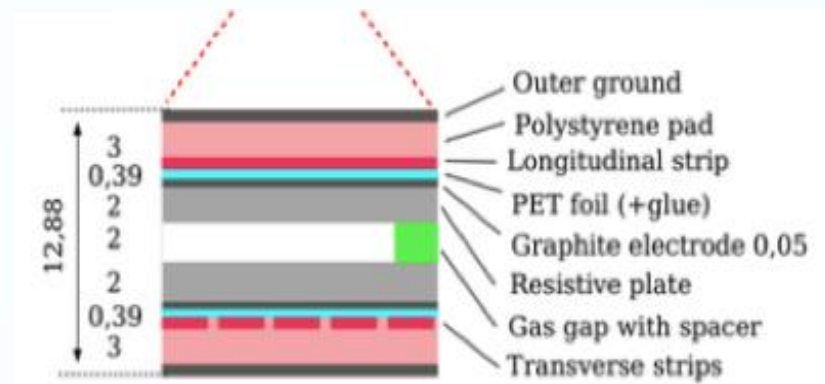 Outer ground
Polystyrene pad
Longitudinal strip
PET foil (+glue)
Graphite electrode 0,05
Resistive plate
Gas gap with spacer
Transverse strips
12,88
3
0,39
2
2
2
0,39
3